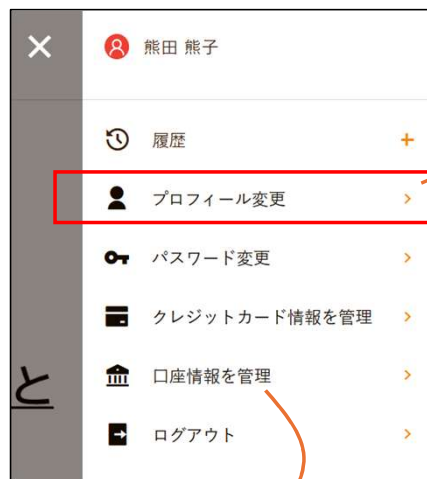 熊田 熊子
履歴
プロフィール変更
パスワード変更
クレジットカード情報を管理
と
口座情報を管理
ログアウト